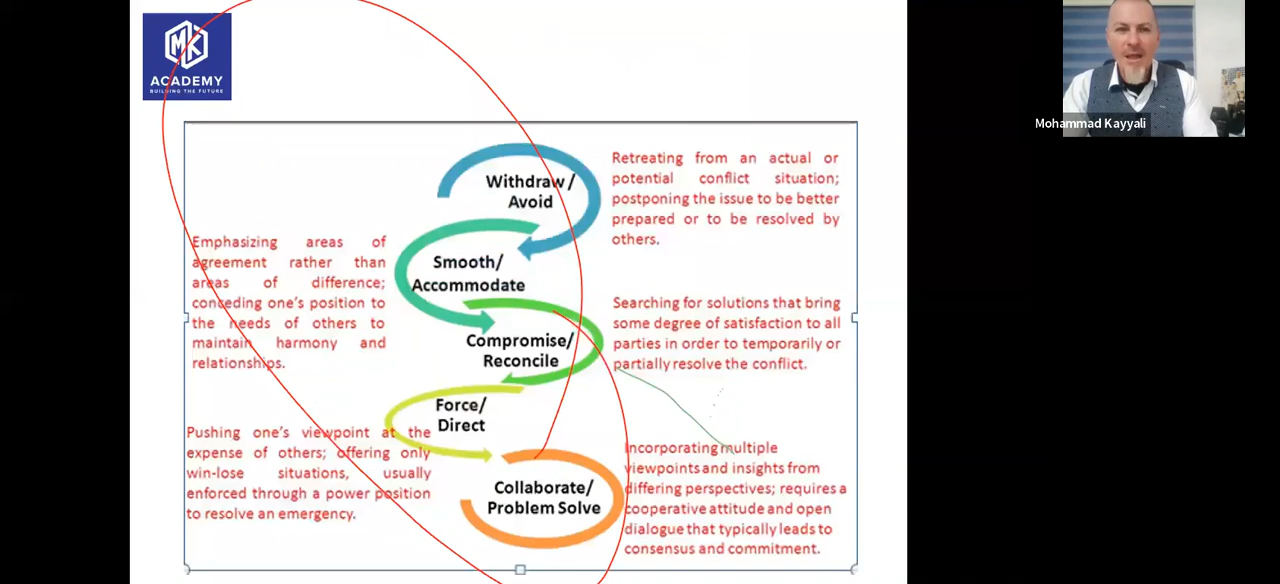 MK
ACADEMY
BUILDING THE FUTURE
Mohammad Kayyali
Withdraw /
Avoid
Retreating from an actual or
potential conflict situation;
postponing the issue to be better
prepared or to be resolved by
others.
Emphasizing areas of
agreement rather than
areas of difference;
conceding one's position to
the needs of others to
maintain harmony and
relationships.
Smooth/
Accommodate
Compromise/
Reconcile
Searching for solutions that bring
some degree of satisfaction to all
parties in order to temporarily or
partially resolve the conflict.
Force/
Direct
Pushing one's viewpoint at the
expense of others; offering only
win-lose situations, usually
enforced through a power position
to resolve an emergency.
Collaborate/
Problem Solve
Incorporating multiple
viewpoints and insights from
differing perspectives; requires a
cooperative attitude and open
dialogue that typically leads to
consensus and commitment.